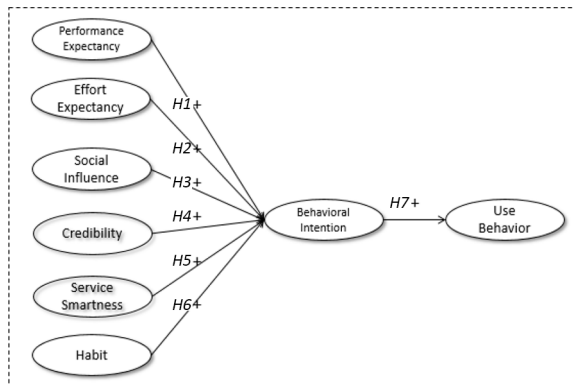 Performance
Expectancy
Effort
Expectancy
Social
Influence
Credibility
Service
Smartness
Habit
H1+
H2+
H3+
H4+
H5+
H6+
Behavioral
Intention
H7+
Use
Behavior